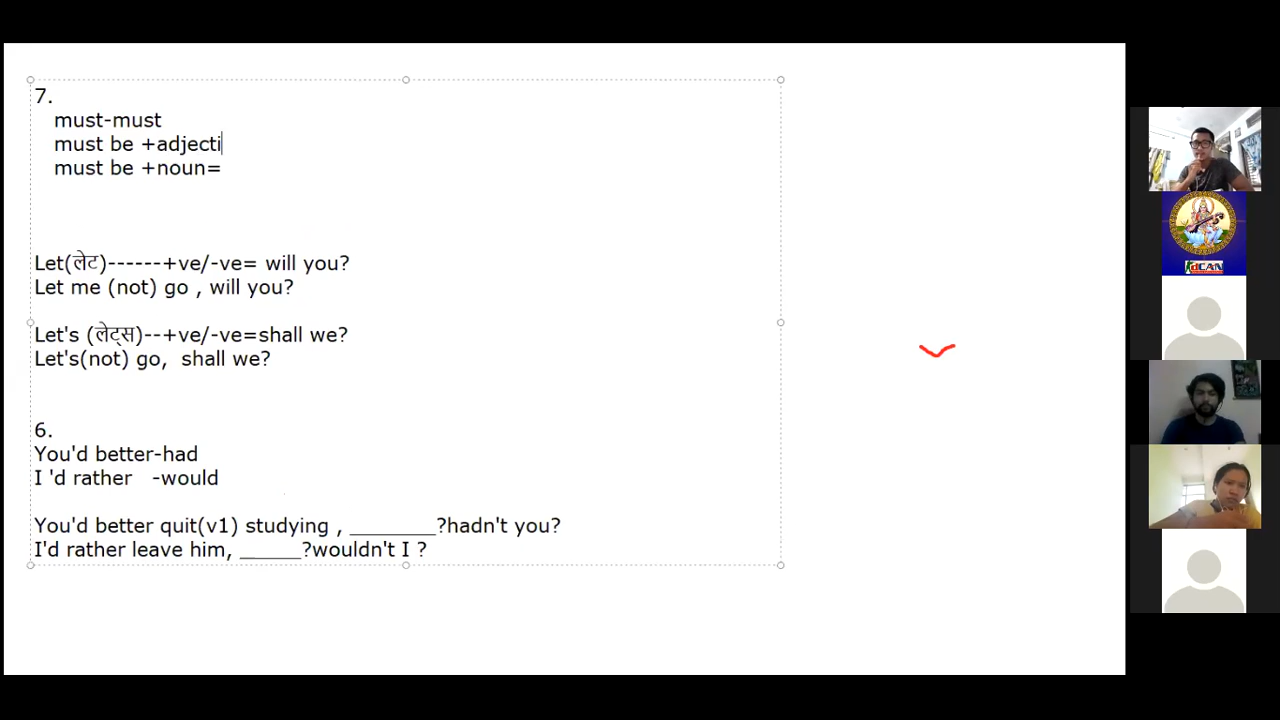 7.
must-must
must be +adjecti
must be +noun=
Let(लेट)------+ve/-ve= will you?
Let me (not) go , will you?
Let's (लेट्स)--+ve/-ve=shall we?
Let's(not) go,  shall we?
6.
You'd better-had
I 'd rather   -would
You'd better quit(v1) studying , ________?hadn't you?
I'd rather leave him, _____?wouldn't I ?